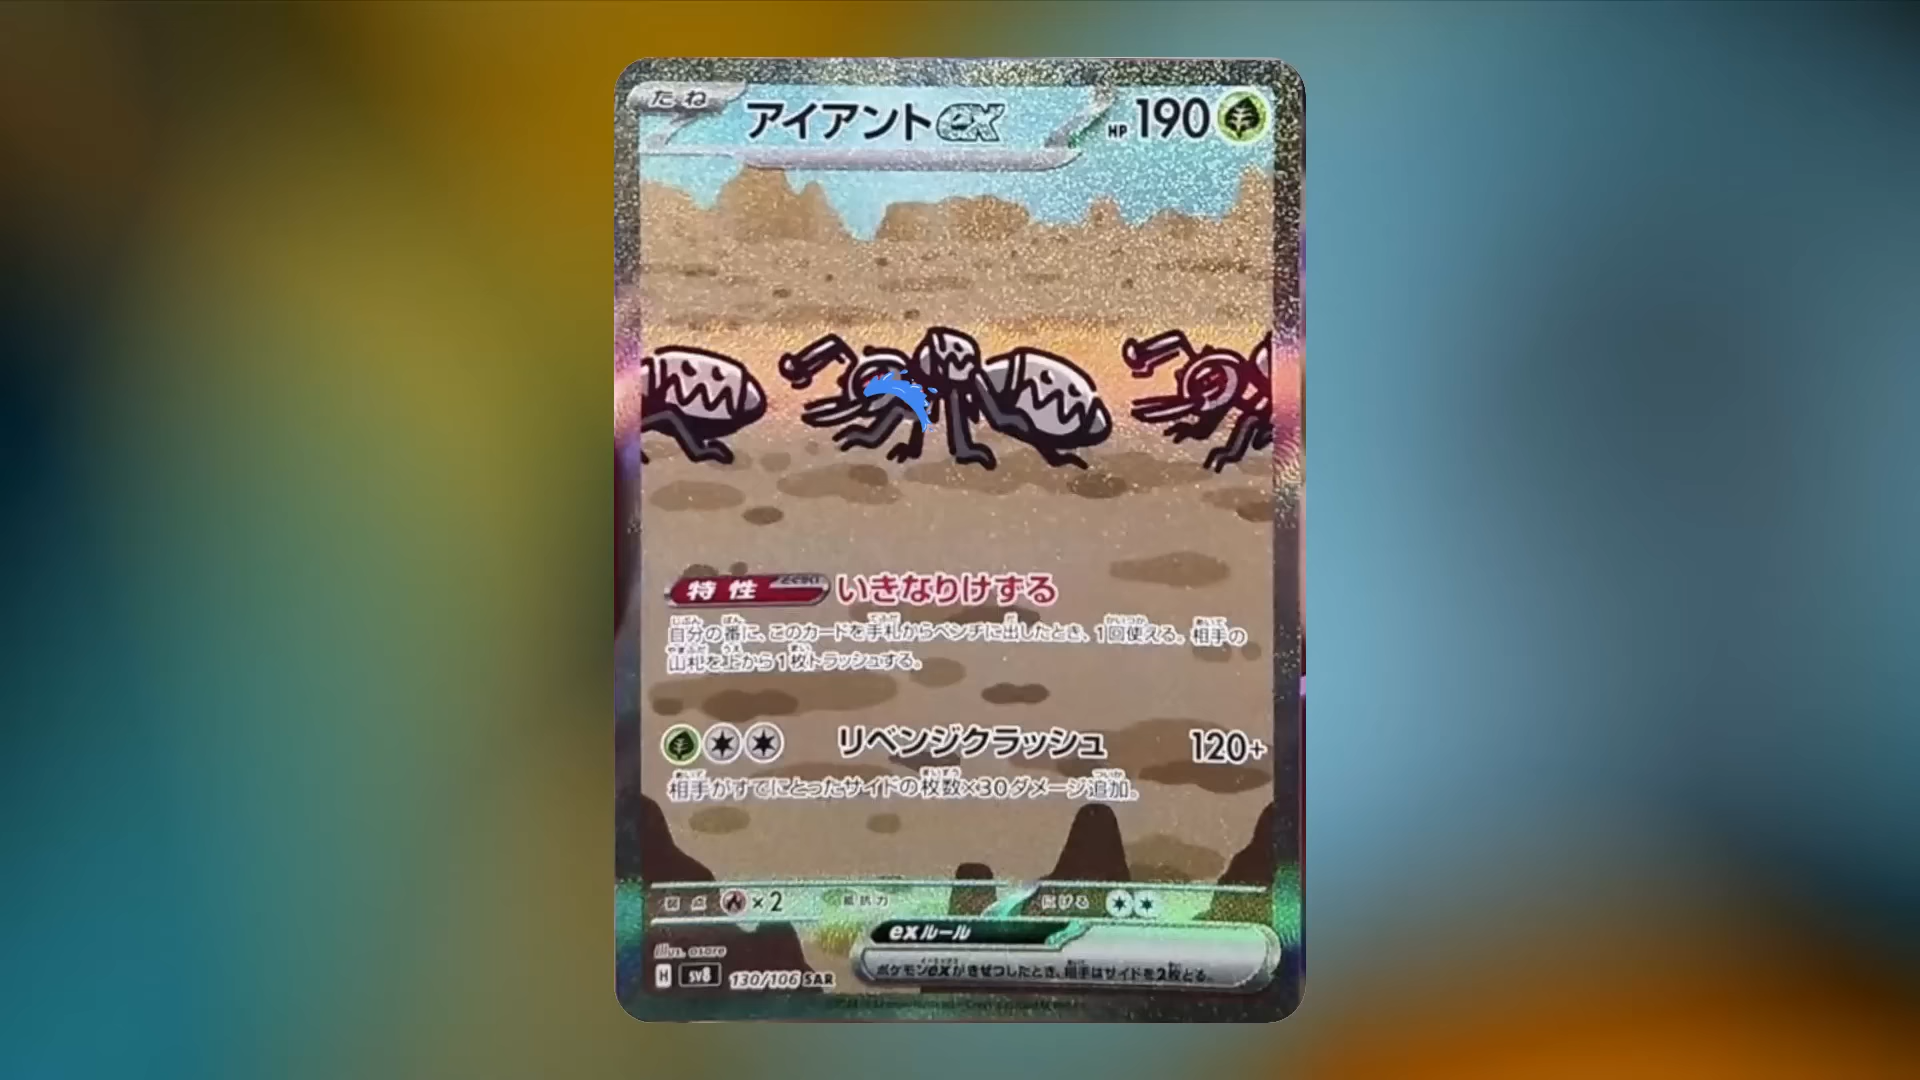 たね
アイアントex
HP 190
特性 いきなりけずる
自分の番に、このカードを手札からベンチに出したとき、1回使える。相手の
山札を上から1枚トラッシュする。
リベンジクラッシュ 120+
相手がすでにとったサイドの枚数×30ダメージ追加。
弱点 ×2 抵抗力 にげる
exルール
ポケモンexがきぜつしたとき、相手はサイドを2枚とる。
illus. osare
H sv8 130/106 SAR